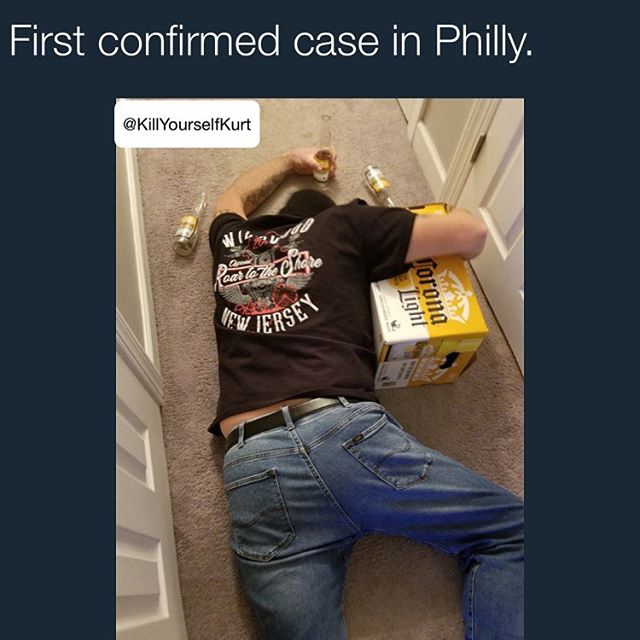 First confirmed case in Philly.
@KillYourselfKurt
Roar to the Shore
NEW JERSEY
Corona
Light